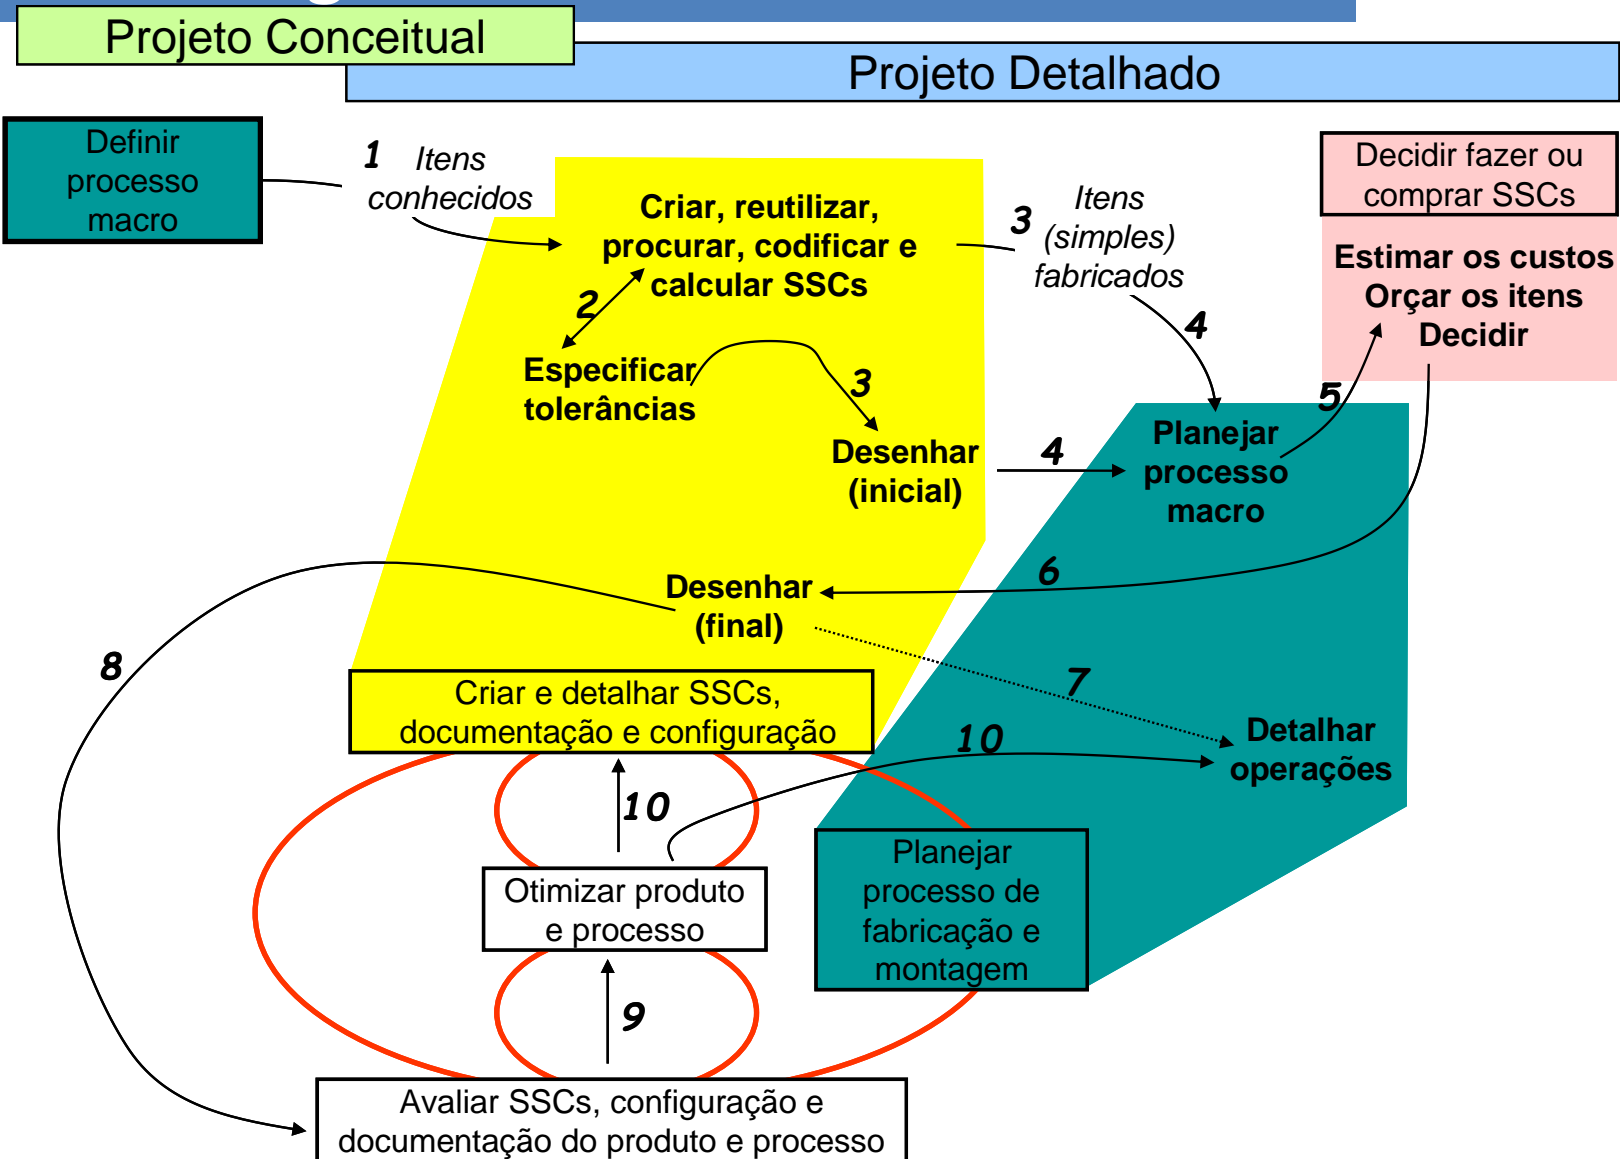 Projeto Conceitual
Projeto Detalhado
Definir
processo
macro
1
Itens
conhecidos
Criar, reutilizar,
procurar, codificar e
calcular SSCs
2
Especificar
tolerâncias
3
Desenhar
(inicial)
3
Itens
(simples)
fabricados
4
4
Planejar
processo
macro
Decidir fazer ou
comprar SSCs
Estimar os custos
Orçar os itens
Decidir
5
6
Desenhar
(final)
7
8
Criar e detalhar SSCs,
documentação e configuração
10
Detalhar
operações
10
Otimizar produto
e processo
Planejar
processo de
fabricação e
montagem
9
Avaliar SSCs, configuração e
documentação do produto e processo